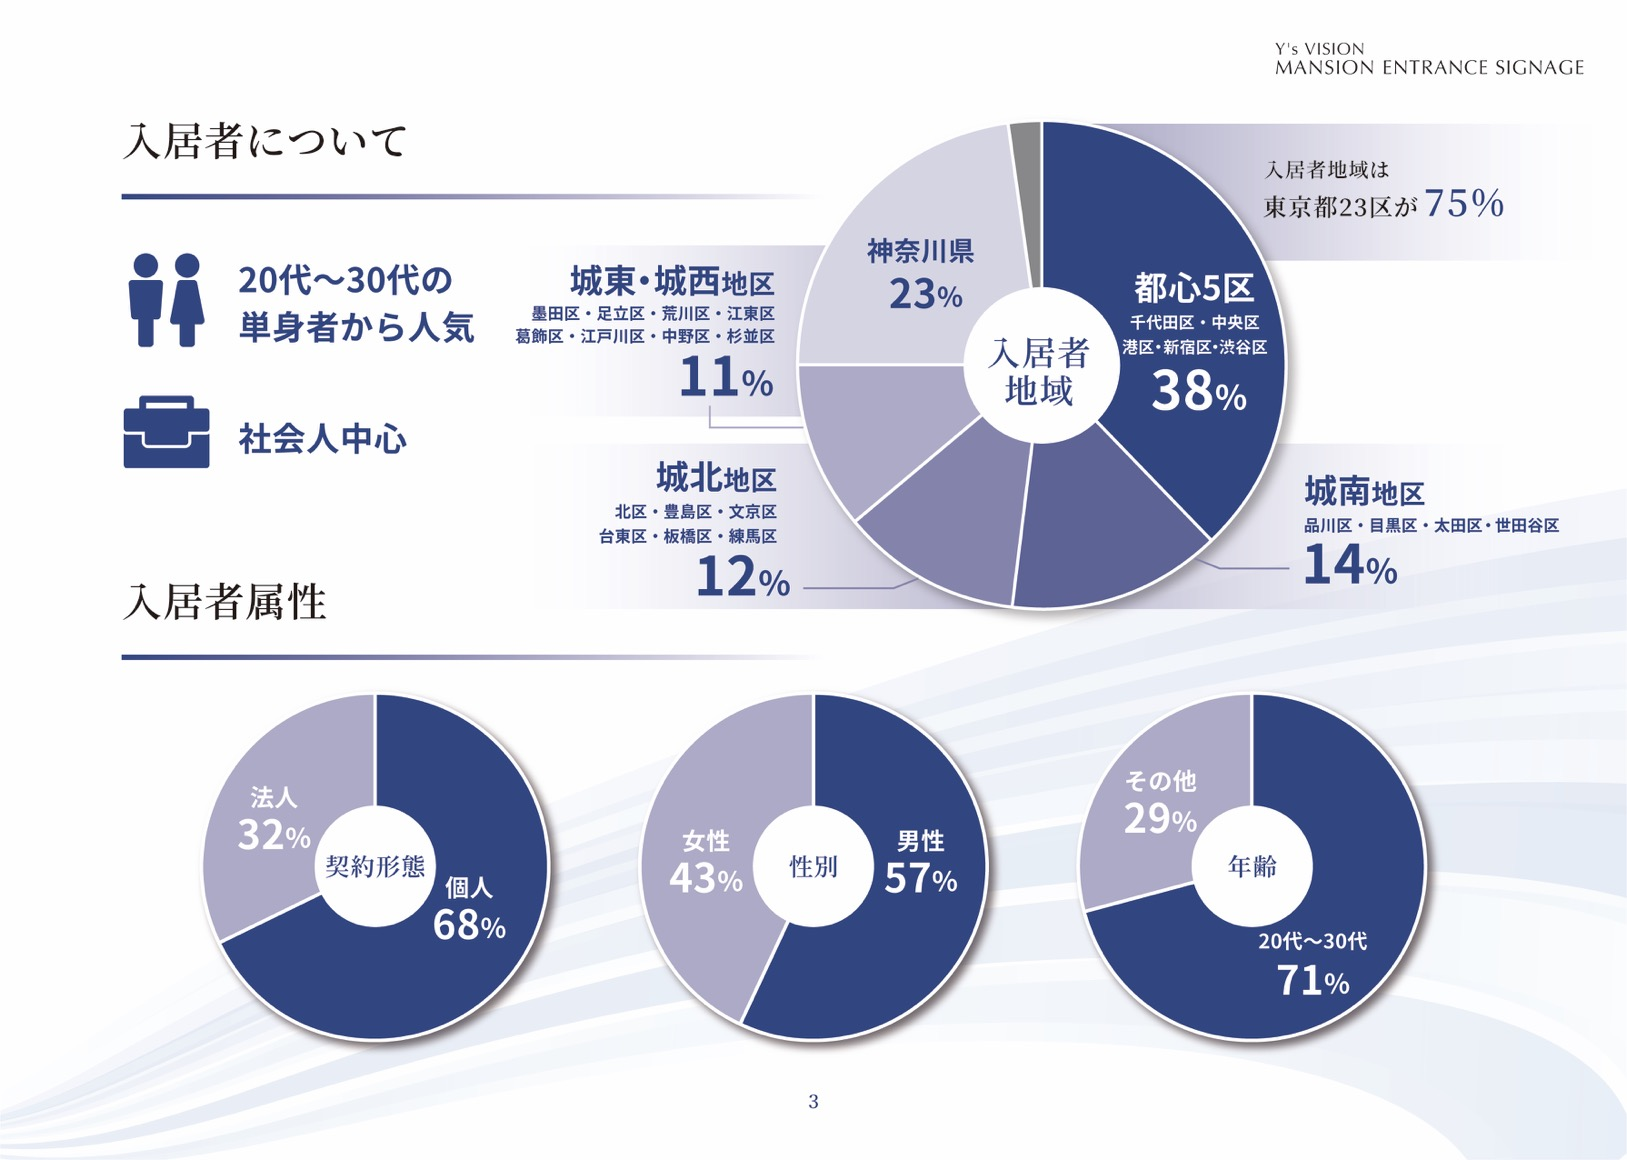 Y's VISION
MANSION ENTRANCE SIGNAGE
入居者について
20代〜30代の
単身者から人気
社会人中心
入居者地域は
東京都23区が 75%
入居者
地域
都心5区
千代田区・中央区
港区・新宿区・渋谷区
38%
城南地区
品川区・目黒区・太田区・世田谷区
14%
城北地区
北区・豊島区・文京区
台東区・板橋区・練馬区
12%
城東・城西地区
墨田区・足立区・荒川区・江東区
葛飾区・江戸川区・中野区・杉並区
11%
神奈川県
23%
入居者属性
契約形態
法人
32%
個人
68%
性別
女性
43%
男性
57%
年齢
その他
29%
20代〜30代
71%
3